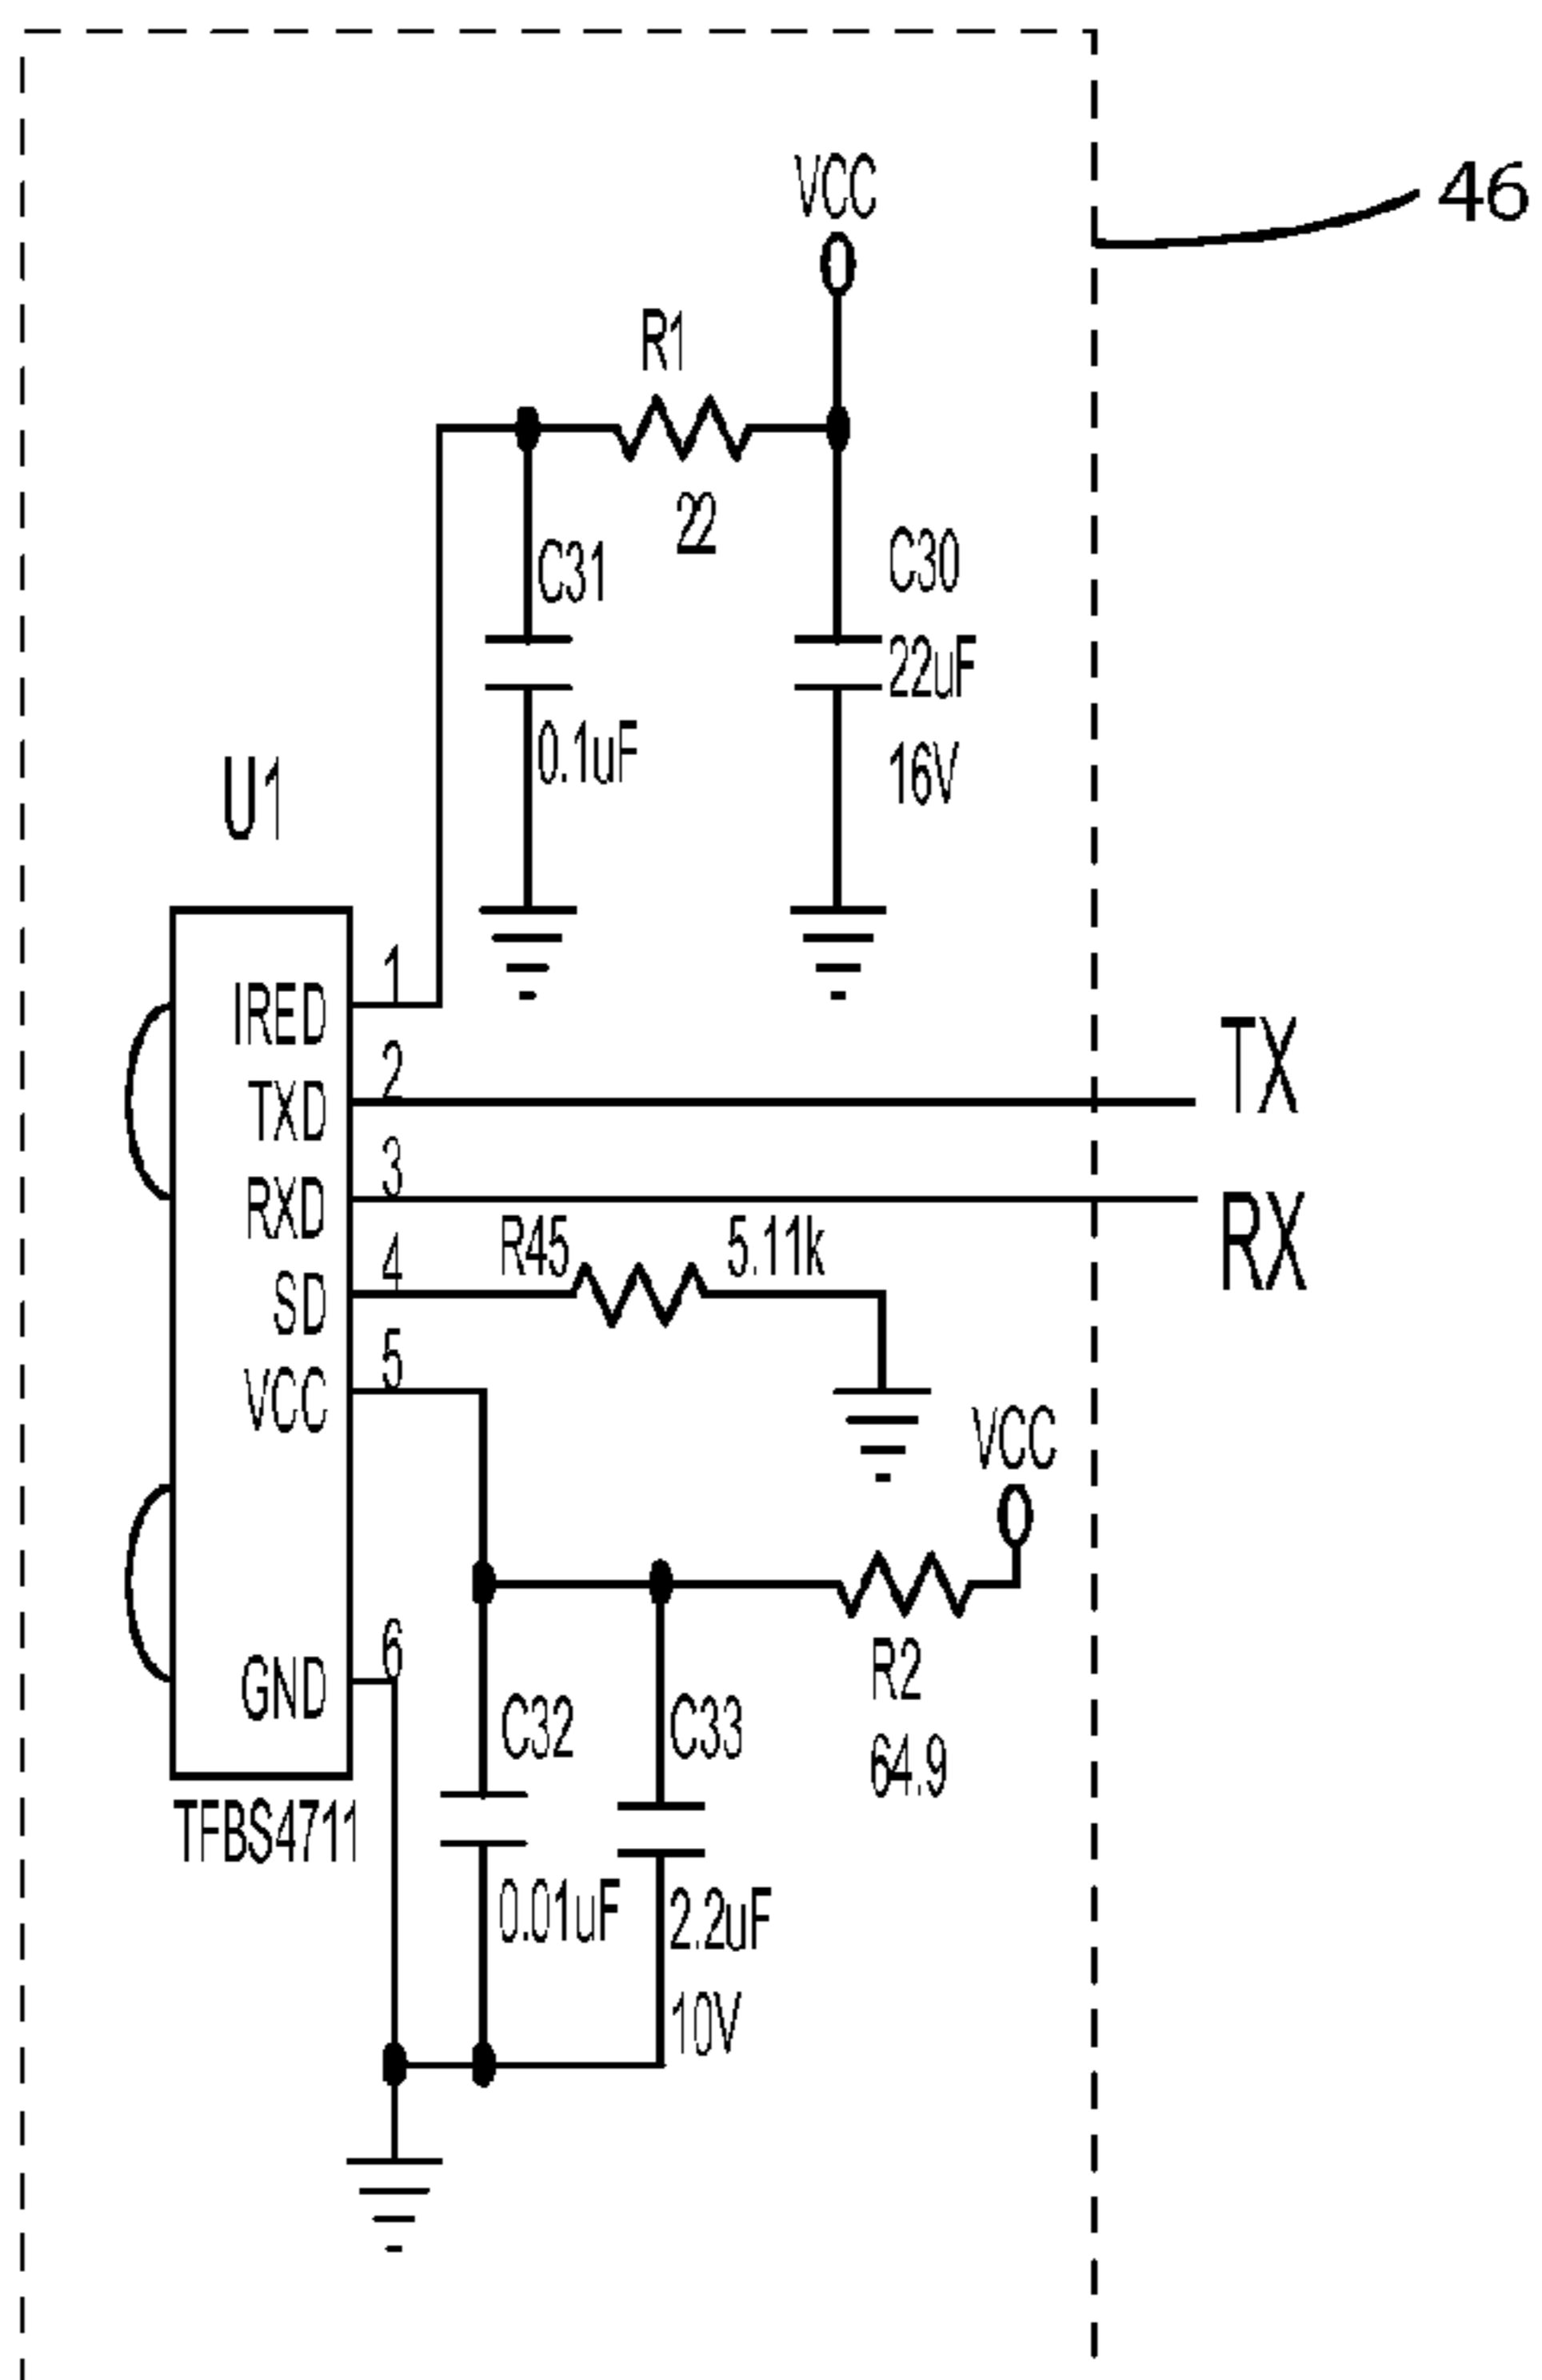 46
VCC
R1
22
C31
0.1uF
C30
22uF
16V
U1
IRED 1
TXD 2
TX
RXD 3
RX
SD 4
R45 5.11k
VCC 5
VCC
GND 6
R2
64.9
C32
0.01uF
C33
2.2uF
10V
TFBS4711